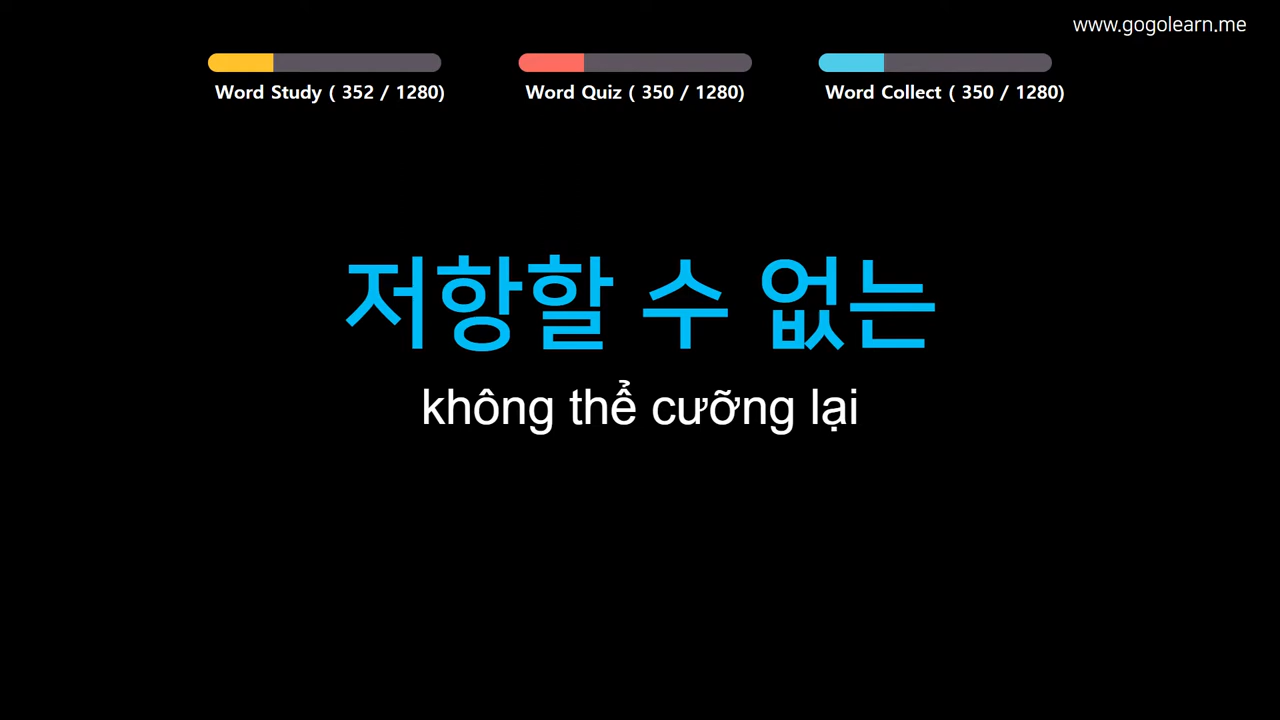 www.gogolearn.me
Word Study ( 352 / 1280)
Word Quiz ( 350 / 1280)
Word Collect ( 350 / 1280)
저항할 수 없는
không thể cưỡng lại